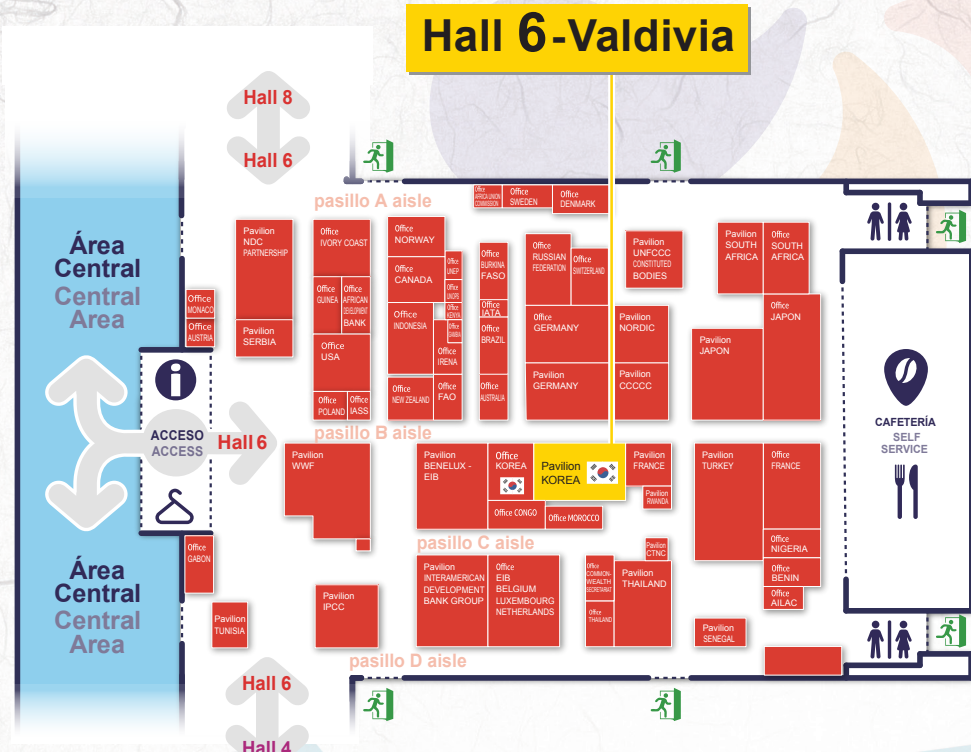 Hall 6-Valdivia
Hall 8
Hall 6
pasillo A aisle
Office
AFRICA UNION
COMMISSION
Office
SWEDEN
Office
DENMARK
Área
Central
Central
Area
Office
MONACO
Office
AUSTRIA
Pavilion
NDC
PARTNERSHIP
Pavilion
SERBIA
Office
IVORY COAST
Office
GUINEA
Office
AFRICAN
DEVELOPMENT
BANK
Office
USA
Office
POLAND
Office
IASS
Office
NORWAY
Office
CANADA
Office
INDONESIA
Office
NEW ZEALAND
Office
UNEP
Office
UNOPS
Office
KENYA
Office
ZAMBIA
Office
IRENA
Office
FAO
Office
BURKINA
FASO
Office
IATA
Office
BRAZIL
Office
AUSTRALIA
Office
RUSSIAN
FEDERATION
Office
SWITZERLAND
Office
GERMANY
Pavilion
GERMANY
Pavilion
UNFCCC
CONSTITUTED
BODIES
Pavilion
NORDIC
Pavilion
CCCCC
Pavilion
SOUTH
AFRICA
Office
SOUTH
AFRICA
Office
JAPON
Pavilion
JAPON
ACCESO
ACCESS
Hall 6
pasillo B aisle
Pavilion
WWF
Pavilion
BENELUX -
EIB
Office
KOREA
Pavilion
KOREA
Office CONGO
Office MOROCCO
Pavilion
FRANCE
Pavilion
RWANDA
Pavilion
TURKEY
Office
FRANCE
Office
NIGERIA
Office
BENIN
Office
AILAC
CAFETERÍA
SELF
SERVICE
pasillo C aisle
Office
GABON
Pavilion
TUNISIA
Pavilion
IPCC
Pavilion
INTERAMERICAN
DEVELOPMENT
BANK GROUP
Office
EIB
BELGIUM
LUXEMBOURG
NETHERLANDS
Office
COMMON-
WEALTH
SECRETARIAT
Office
THAILAND
Pavilion
CTNC
Pavilion
THAILAND
Pavilion
SENEGAL
Área
Central
Central
Area
pasillo D aisle
Hall 6
Hall 4